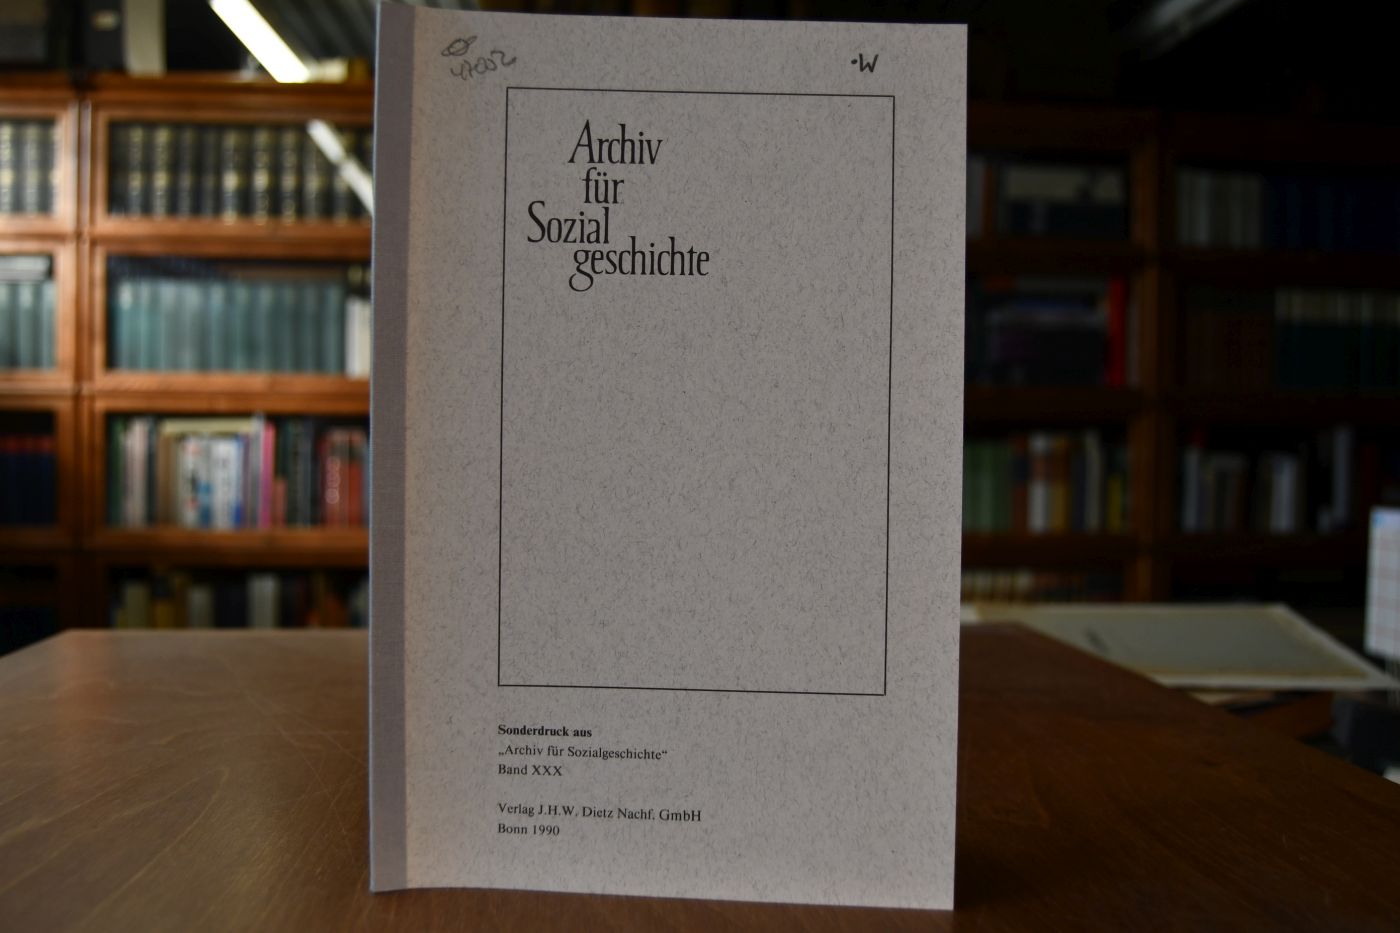 ·W
Archiv
für
Sozial
geschichte
Sonderdruck aus
„Archiv für Sozialgeschichte“
Band XXX
Verlag J.H.W. Dietz Nachf. GmbH
Bonn 1990